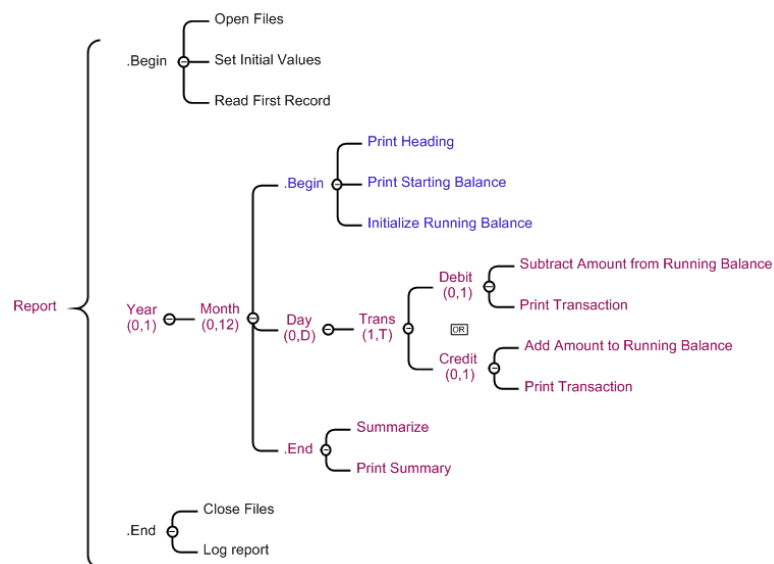 Open Files
.Begin
Set Initial Values
Read First Record
Print Heading
.Begin
Print Starting Balance
Initialize Running Balance
Report
Year
(0,1)
Month
(0,12)
Day
(0,D)
Trans
(1,T)
Debit
(0,1)
Subtract Amount from Running Balance
Print Transaction
OR
Credit
(0,1)
Add Amount to Running Balance
Print Transaction
.End
Summarize
Print Summary
.End
Close Files
Log report